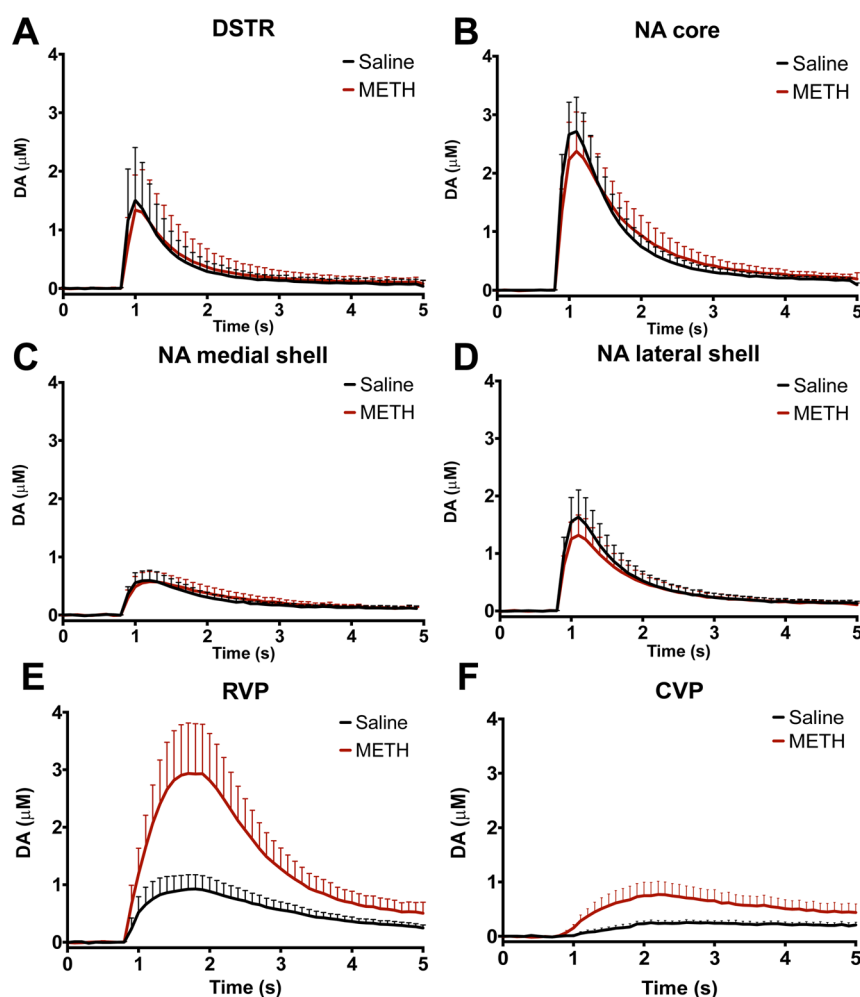 A
DSTR
DA (μM)
4
3
2
1
0
0 1 2 3 4 5
Time (s)
Saline
METH
B
NA core
DA (μM)
4
3
2
1
0
0 1 2 3 4 5
Time (s)
Saline
METH
C
NA medial shell
DA (μM)
4
3
2
1
0
0 1 2 3 4 5
Time (s)
Saline
METH
D
NA lateral shell
DA (μM)
4
3
2
1
0
0 1 2 3 4 5
Time (s)
Saline
METH
E
RVP
DA (μM)
4
3
2
1
0
0 1 2 3 4 5
Time (s)
Saline
METH
F
CVP
DA (μM)
4
3
2
1
0
0 1 2 3 4 5
Time (s)
Saline
METH